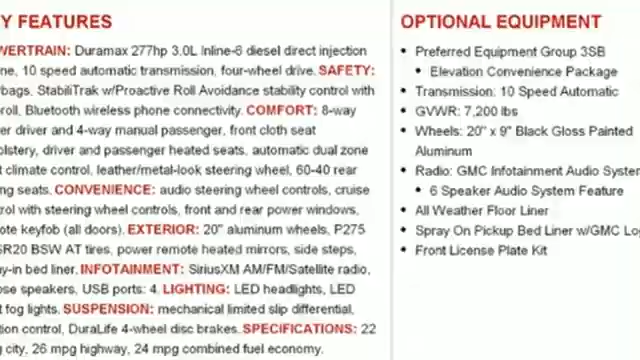 Y FEATURES
WERTRAIN: Duramax 277hp 3.0L Inline-6 diesel direct injection
ne, 10 speed automatic transmission, four-wheel drive. SAFETY:
bags, StabiliTrak w/Proactive Roll Avoidance stability control with
roll, Bluetooth wireless phone connectivity. COMFORT: 8-way
er driver and 4-way manual passenger, front cloth seat
olstery, driver and passenger heated seats, automatic dual zone
t climate control, leather/metal-look steering wheel, 60-40 rear
ng seats. CONVENIENCE: audio steering wheel controls, cruise
rol with steering wheel controls, front and rear power windows,
ote keyfob (all doors). EXTERIOR: 20" aluminum wheels, P275
SR20 BSW AT tires, power remote heated mirrors, side steps,
y-in bed liner. INFOTAINMENT: SiriusXM AM/FM/Satellite radio,
ose speakers, USB ports: 4. LIGHTING: LED headlights, LED
t fog lights. SUSPENSION: mechanical limited slip differential,
tion control, DuraLife 4-wheel disc brakes. SPECIFICATIONS: 22
g city, 26 mpg highway, 24 mpg combined fuel economy.
OPTIONAL EQUIPMENT
• Preferred Equipment Group 3SB
• Elevation Convenience Package
• Transmission: 10 Speed Automatic
• GVWR: 7,200 lbs
• Wheels: 20" x 9" Black Gloss Painted
Aluminum
• Radio: GMC Infotainment Audio System
• 6 Speaker Audio System Feature
• All Weather Floor Liner
• Spray On Pickup Bed Liner w/GMC Lo
• Front License Plate Kit